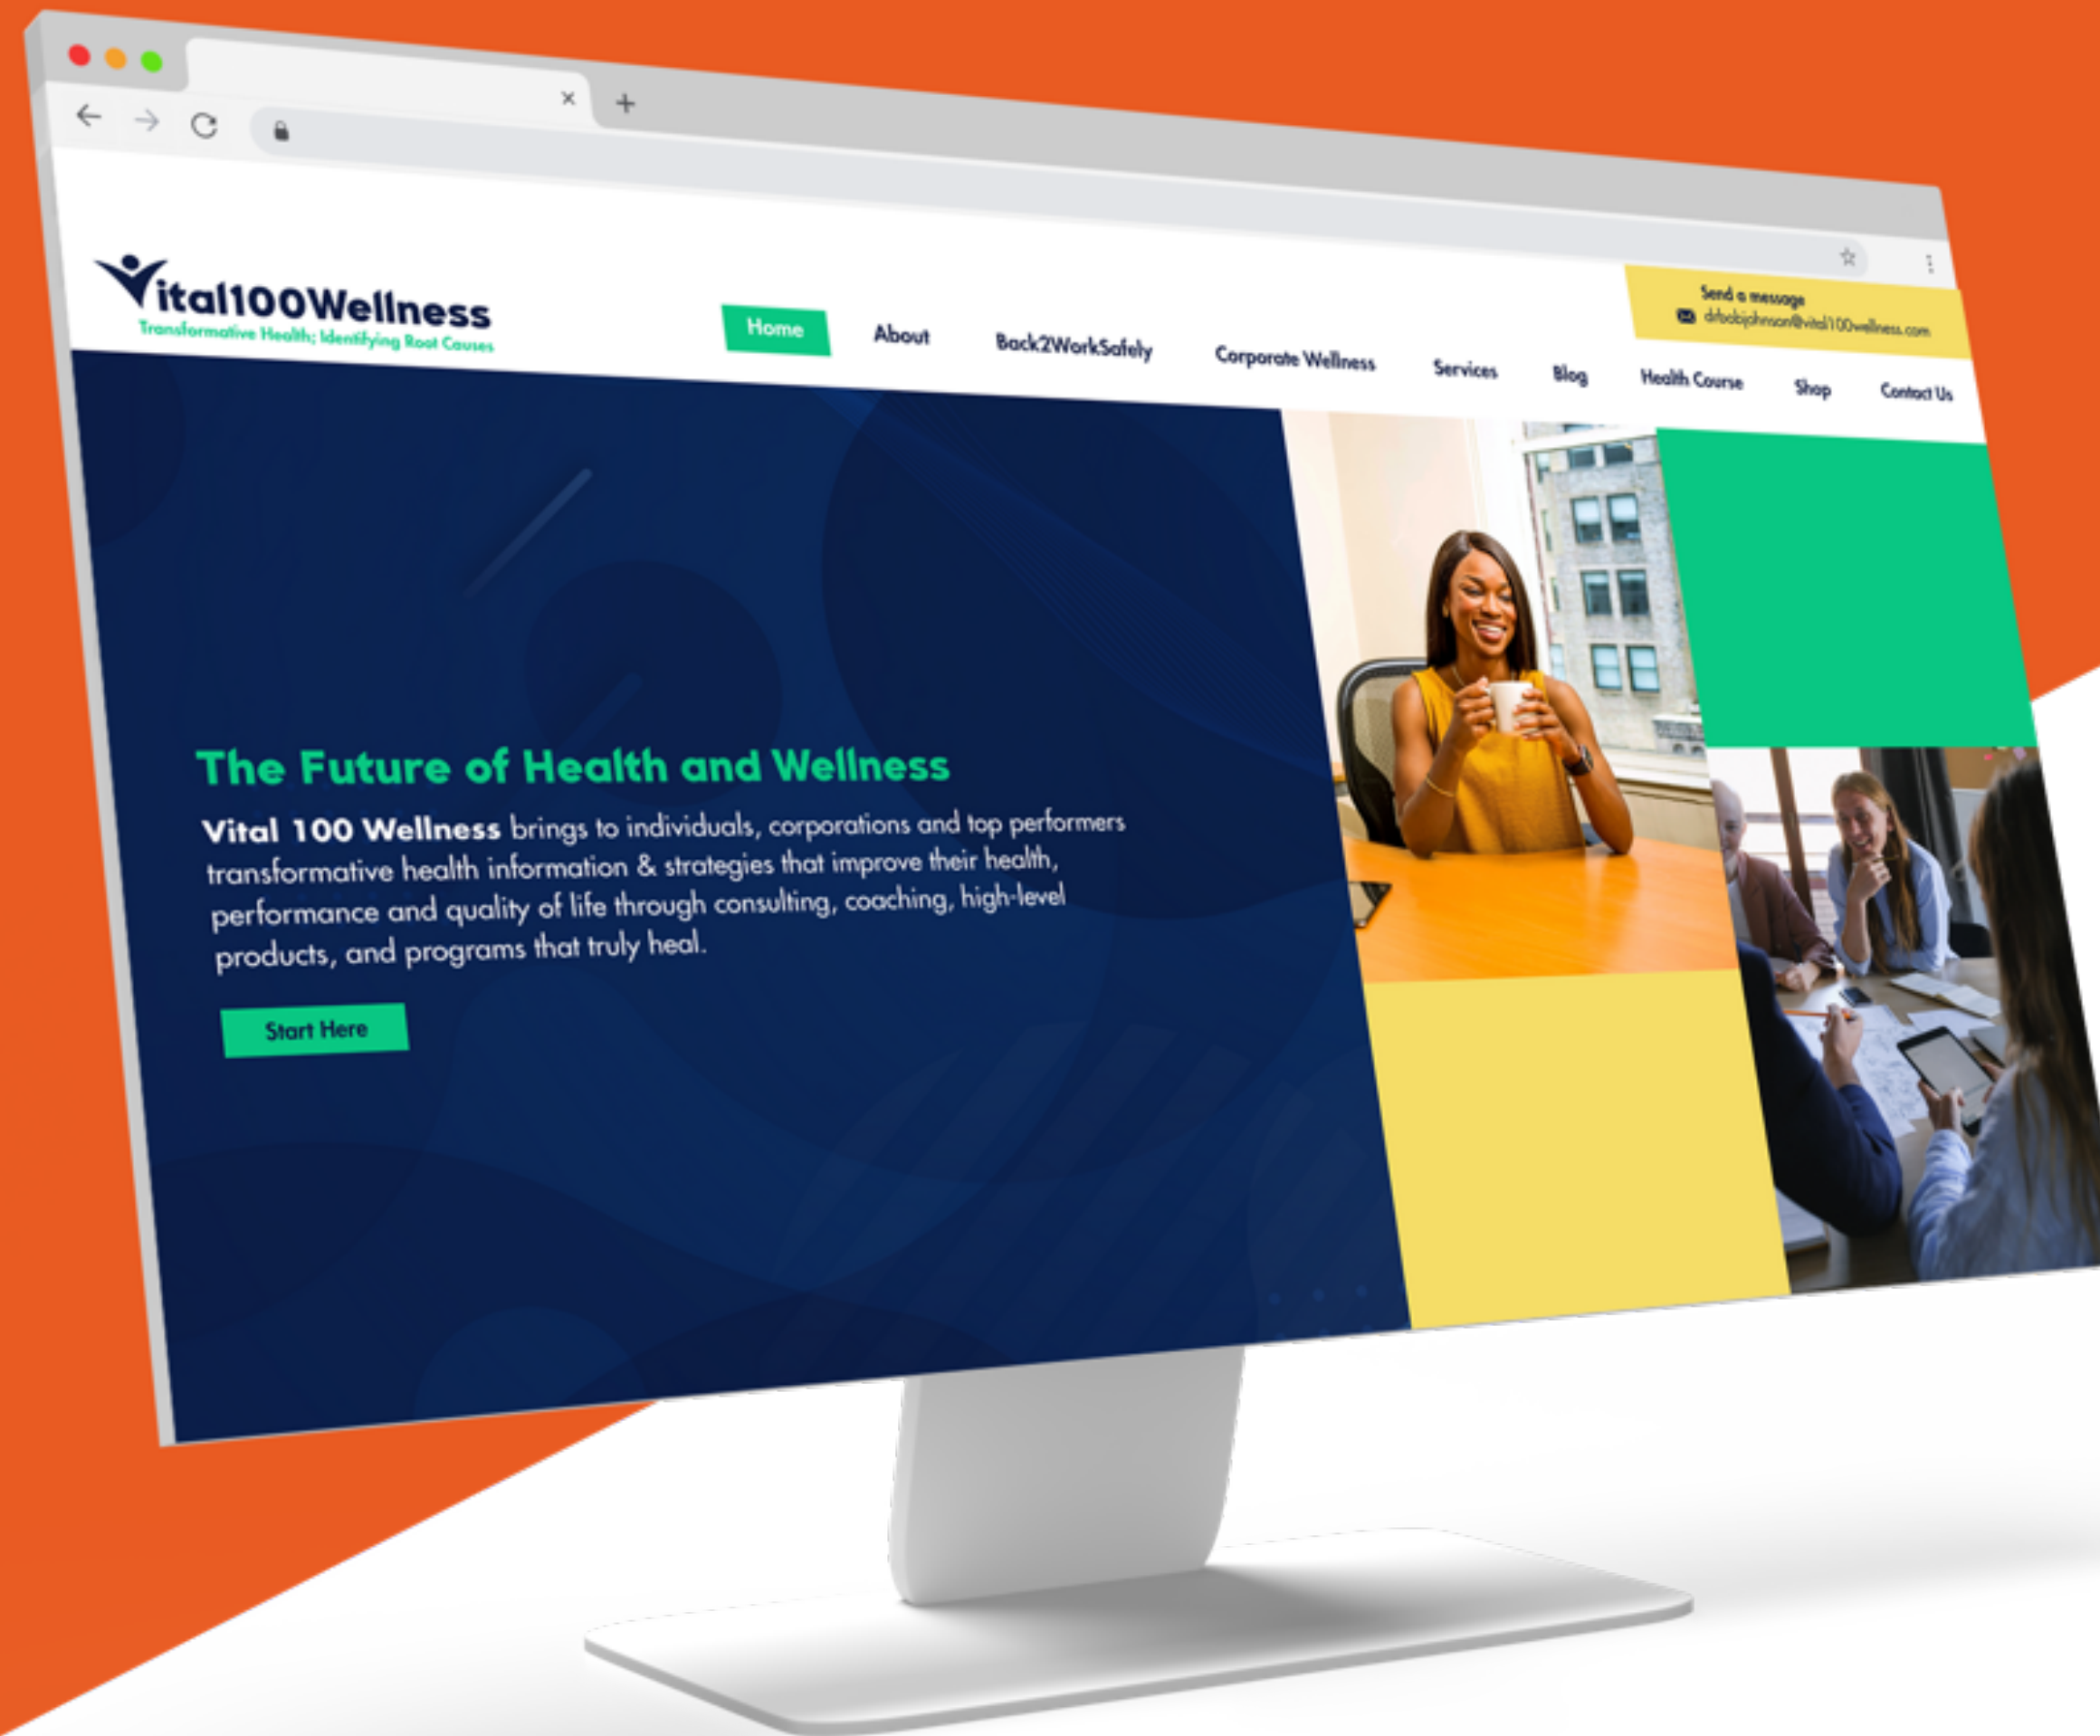 Vital100Wellness
Transformative Health; Identifying Root Causes
Send a message
drbobjohnson@vital100wellness.com
Home About Back2WorkSafely Corporate Wellness Services Blog Health Course Shop Contact Us
The Future of Health and Wellness
Vital 100 Wellness brings to individuals, corporations and top performers
transformative health information & strategies that improve their health,
performance and quality of life through consulting, coaching, high-level
products, and programs that truly heal.
Start Here